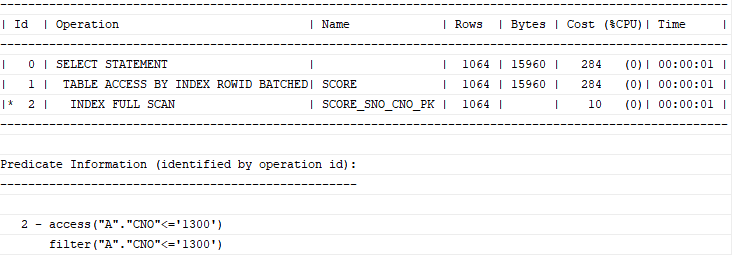 --------------------------------------------------------------------------------------------------------
| Id  | Operation                           | Name             | Rows  | Bytes | Cost (%CPU)| Time     |
--------------------------------------------------------------------------------------------------------
|   0 | SELECT STATEMENT                    |                  |  1064 | 15960 |   284   (0)| 00:00:01 |
|   1 |  TABLE ACCESS BY INDEX ROWID BATCHED| SCORE            |  1064 | 15960 |   284   (0)| 00:00:01 |
|*  2 |   INDEX FULL SCAN                   | SCORE_SNO_CNO_PK |  1064 |       |    10   (0)| 00:00:01 |
--------------------------------------------------------------------------------------------------------
Predicate Information (identified by operation id):
---------------------------------------------------
   2 - access("A"."CNO"<='1300')
       filter("A"."CNO"<='1300')